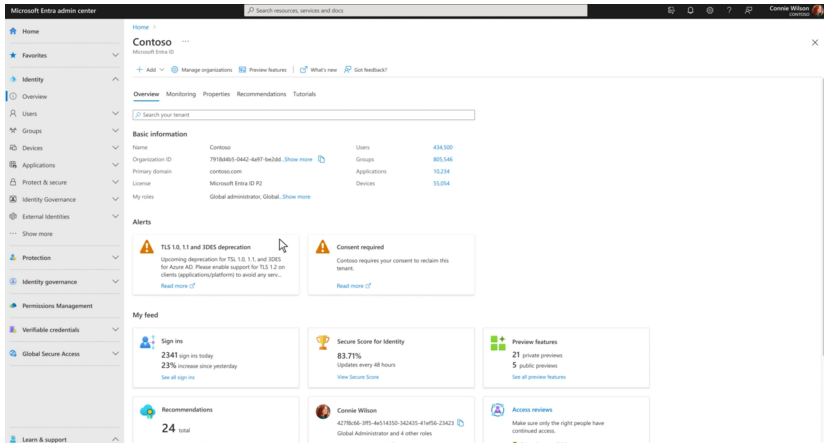 Microsoft Entra admin center
Search resources, services and docs
Connie Wilson
CONTOSO
Home
Favorites
Identity
Overview
Users
Groups
Devices
Applications
Protect & secure
Identity Governance
External Identities
Show more
Protection
Identity governance
Permissions Management
Verifiable credentials
Global Secure Access
Learn & support
Home
Contoso
Microsoft Entra ID
Add
Manage organizations
Preview features
What's new
Got feedback?
Overview Monitoring Properties Recommendations Tutorials
Search your tenant
Basic information
Name Contoso Users 434,500
Organization ID 7918d4b5-0442-4a97-be2dd...Show more Groups 805,546
Primary domain contoso.com Applications 10,234
License Microsoft Entra ID P2 Devices 55,054
My roles Global administrator, Global...Show more
Alerts
TLS 1.0, 1.1 and 3DES deprecation
Upcoming deprecation for TSL 1.0, 1.1, and 3DES
for Azure AD. Please enable support for TLS 1.2 on
clients (applications/platform) to avoid any serv...
Read more
Consent required
Contoso requires your consent to reclaim this
tenant.
Read more
My feed
Sign ins
2341 sign ins today
23% increase since yesterday
See all sign ins
Secure Score for Identity
83.71%
Updates every 48 hours
View Secure Score
Preview features
21 private previews
5 public previews
See all preview features
Recommendations
24 total
Connie Wilson
427f8c66-3ff5-4e514350-342435-41ef56-23423
Global Administrator and 4 other roles
Access reviews
Make sure only the right people have
continued access.